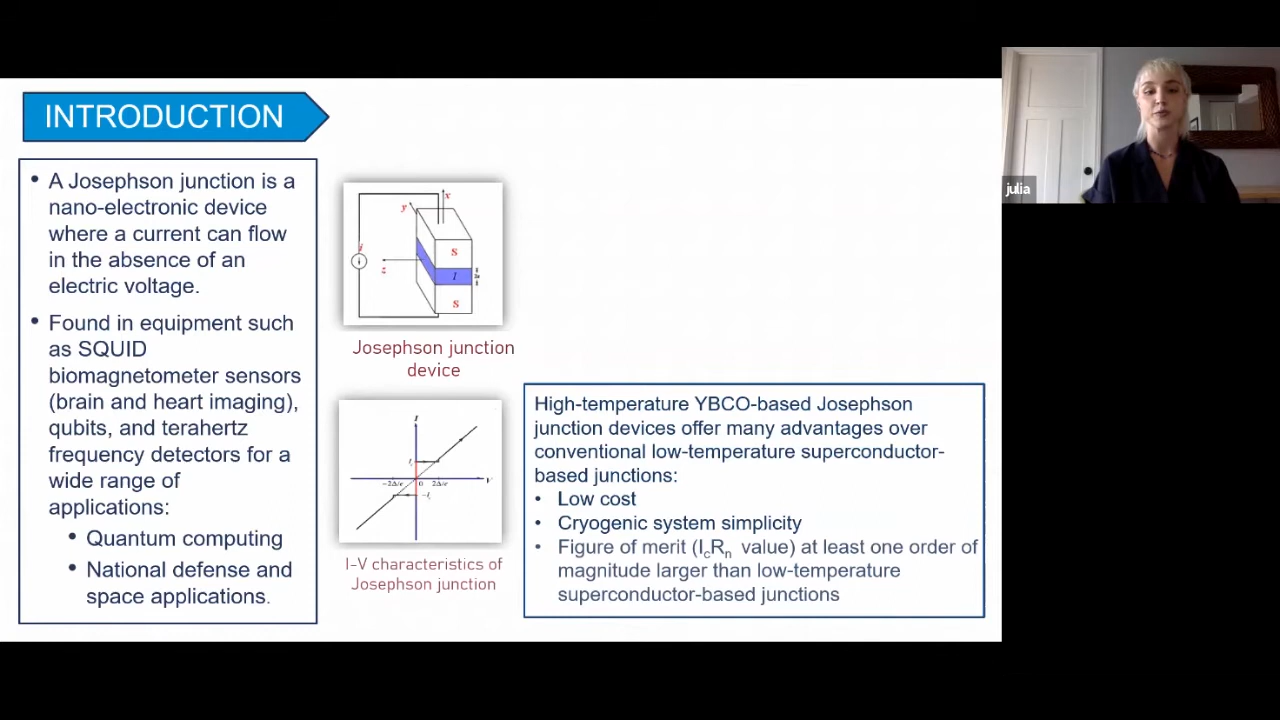 INTRODUCTION
• A Josephson junction is a
nano-electronic device
where a current can flow
in the absence of an
electric voltage.
• Found in equipment such
as SQUID
biomagnetometer sensors
(brain and heart imaging),
qubits, and terahertz
frequency detectors for a
wide range of
applications:
• Quantum computing
• National defense and
space applications.
x
y
i
z
S
I
S
Josephson junction
device
I
-2Δ/e
0
2Δ/e
V
I-V characteristics of
Josephson junction
High-temperature YBCO-based Josephson
junction devices offer many advantages over
conventional low-temperature superconductor-
based junctions:
• Low cost
• Cryogenic system simplicity
• Figure of merit (IcRn value) at least one order of
magnitude larger than low-temperature
superconductor-based junctions
julia